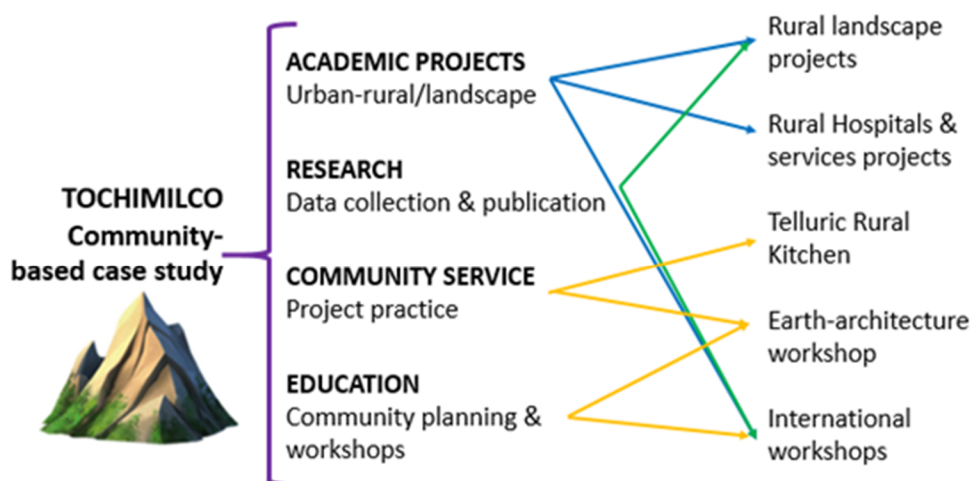 TOCHIMILCO
Community-
based case study
ACADEMIC PROJECTS
Urban-rural/landscape
RESEARCH
Data collection & publication
COMMUNITY SERVICE
Project practice
EDUCATION
Community planning &
workshops
Rural landscape
projects
Rural Hospitals &
services projects
Telluric Rural
Kitchen
Earth-architecture
workshop
International
workshops